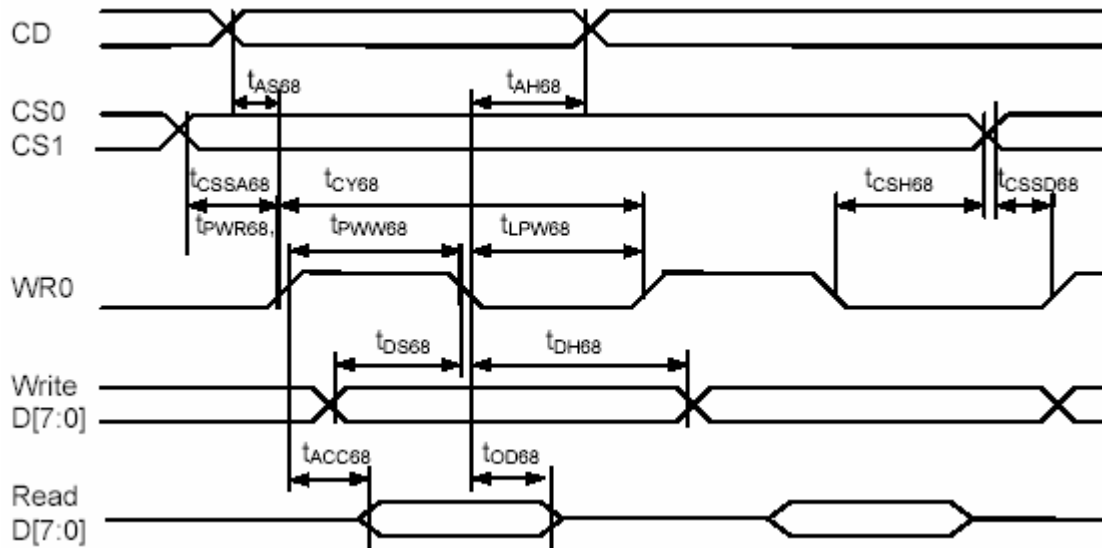 CD
tAS68 tAH68
CS0
CS1
tCSSA68 tCY68 tCSH68 tCSSD68
tPWR68, tPWW68 tLPW68
WR0
tDS68 tDH68
Write
D[7:0]
tACC68 tOD68
Read
D[7:0]